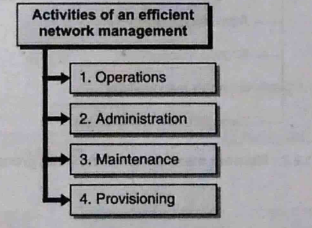 Activities of an efficient
network management
1. Operations
2. Administration
3. Maintenance
4. Provisioning